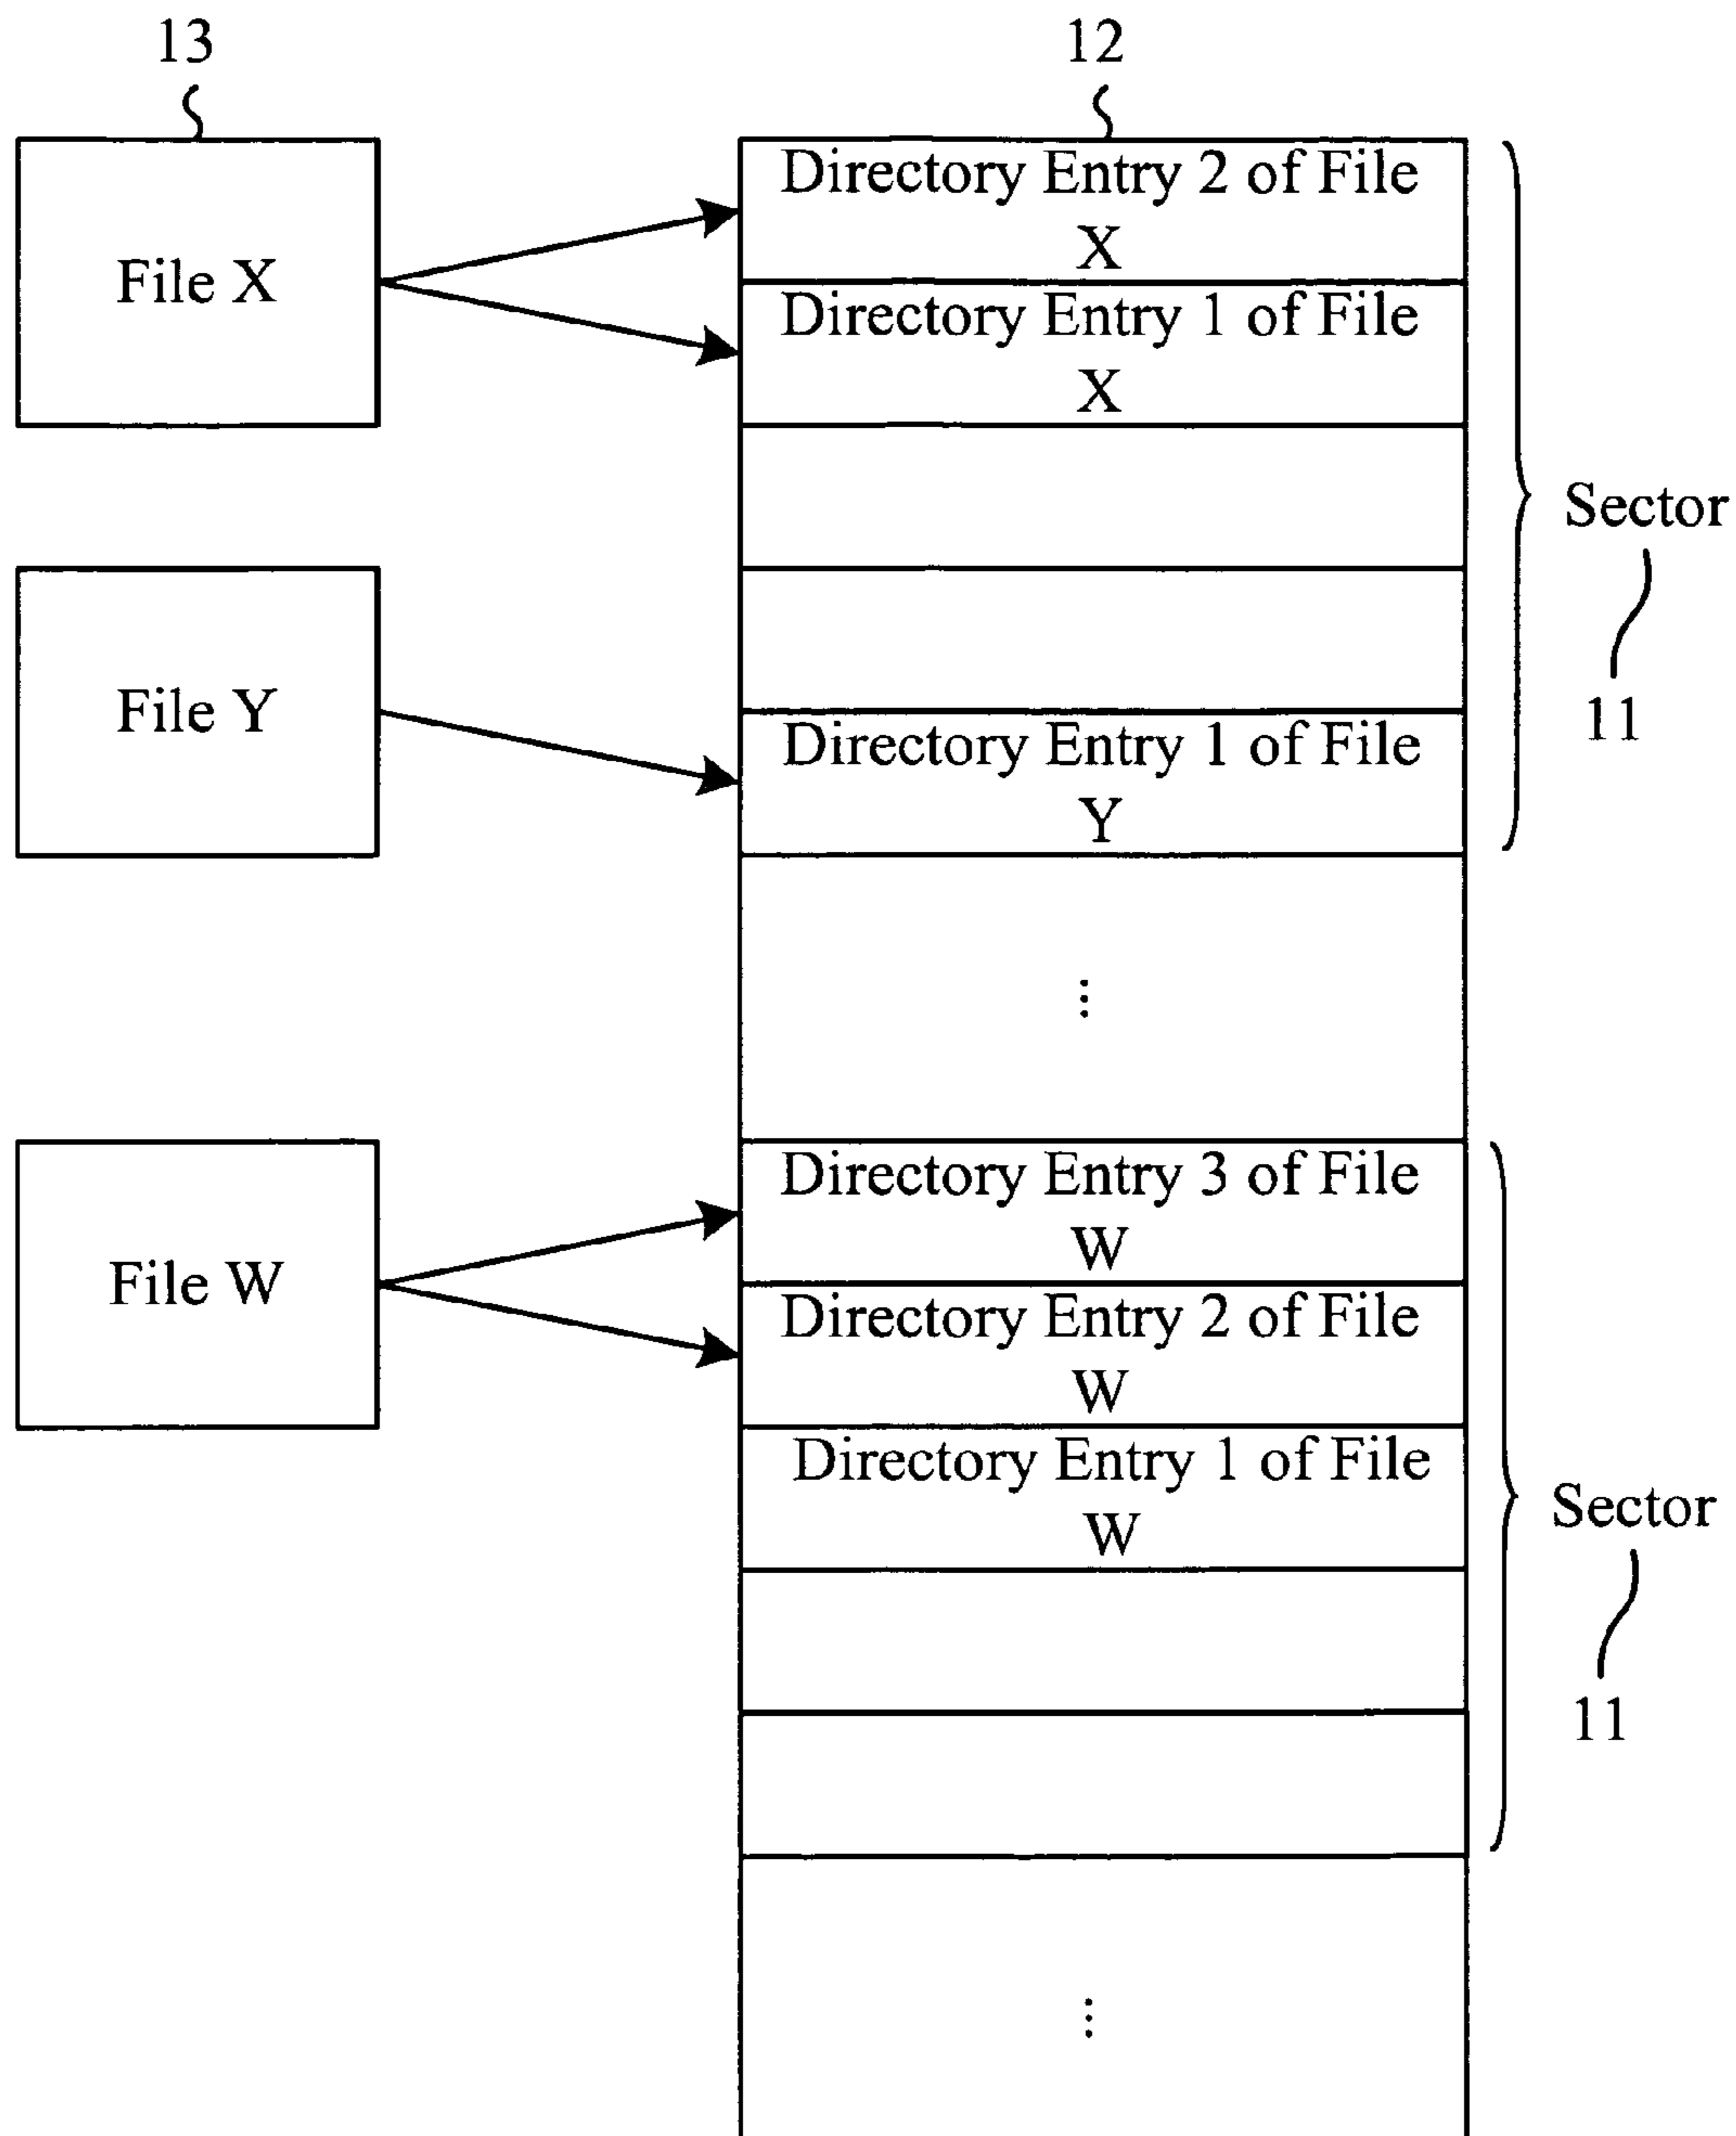 13
12
Directory Entry 2 of File
X
File X
Directory Entry 1 of File
X
Sector
11
File Y
Directory Entry 1 of File
Y
⋮
Directory Entry 3 of File
W
File W
Directory Entry 2 of File
W
Directory Entry 1 of File
W
Sector
11
⋮